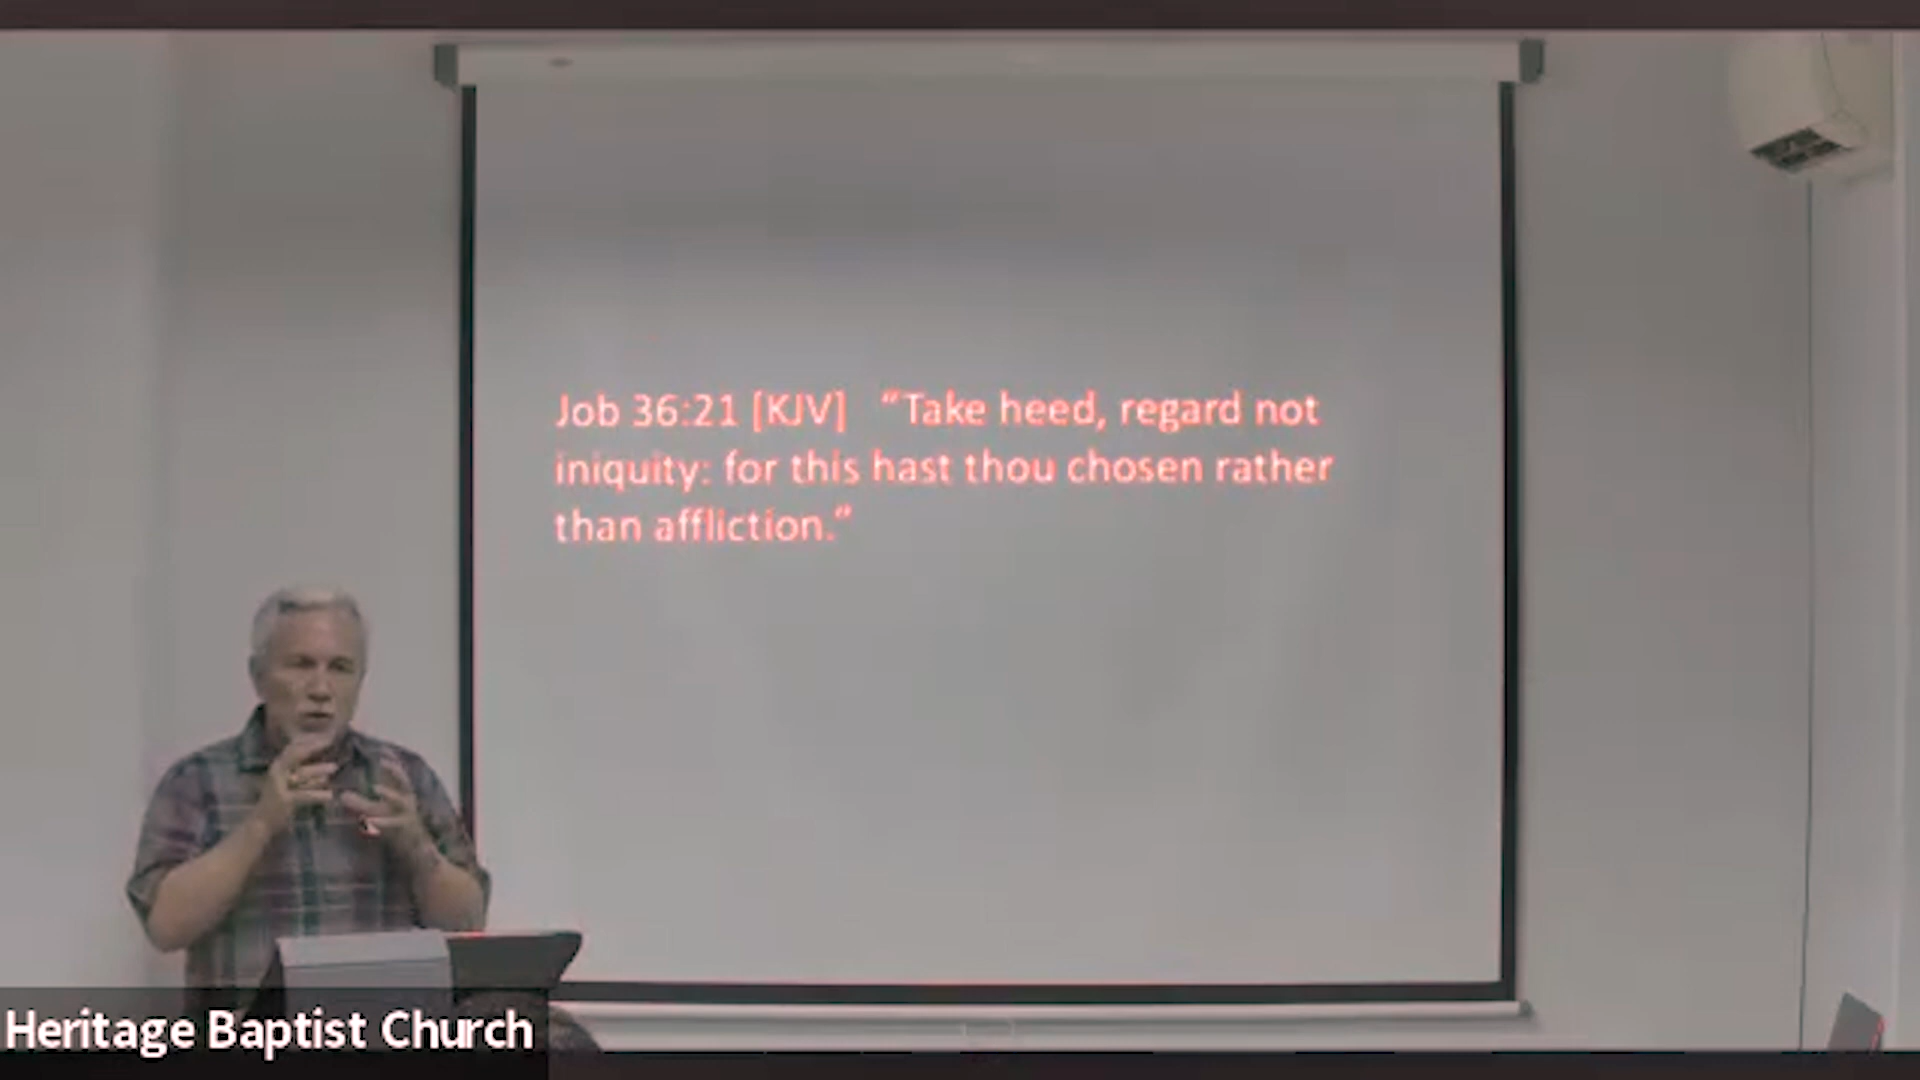 Job 36:21 [KJV]   “Take heed, regard not
iniquity: for this hast thou chosen rather
than affliction.”
Heritage Baptist Church